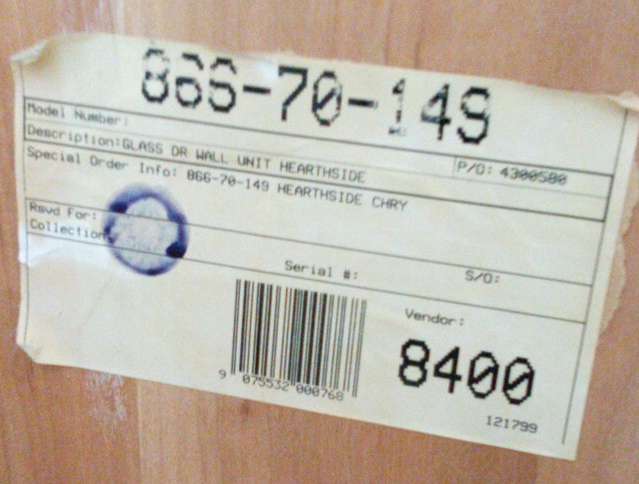 866-70-149
Model Number:
Description:GLASS DR WALL UNIT HEARTHSIDE P/O: 4300580
Special Order Info: 866-70-149 HEARTHSIDE CHRY
Rsvd For:
Collection
Serial #: S/O:
Vendor:
8400
9 075532 000768
121799